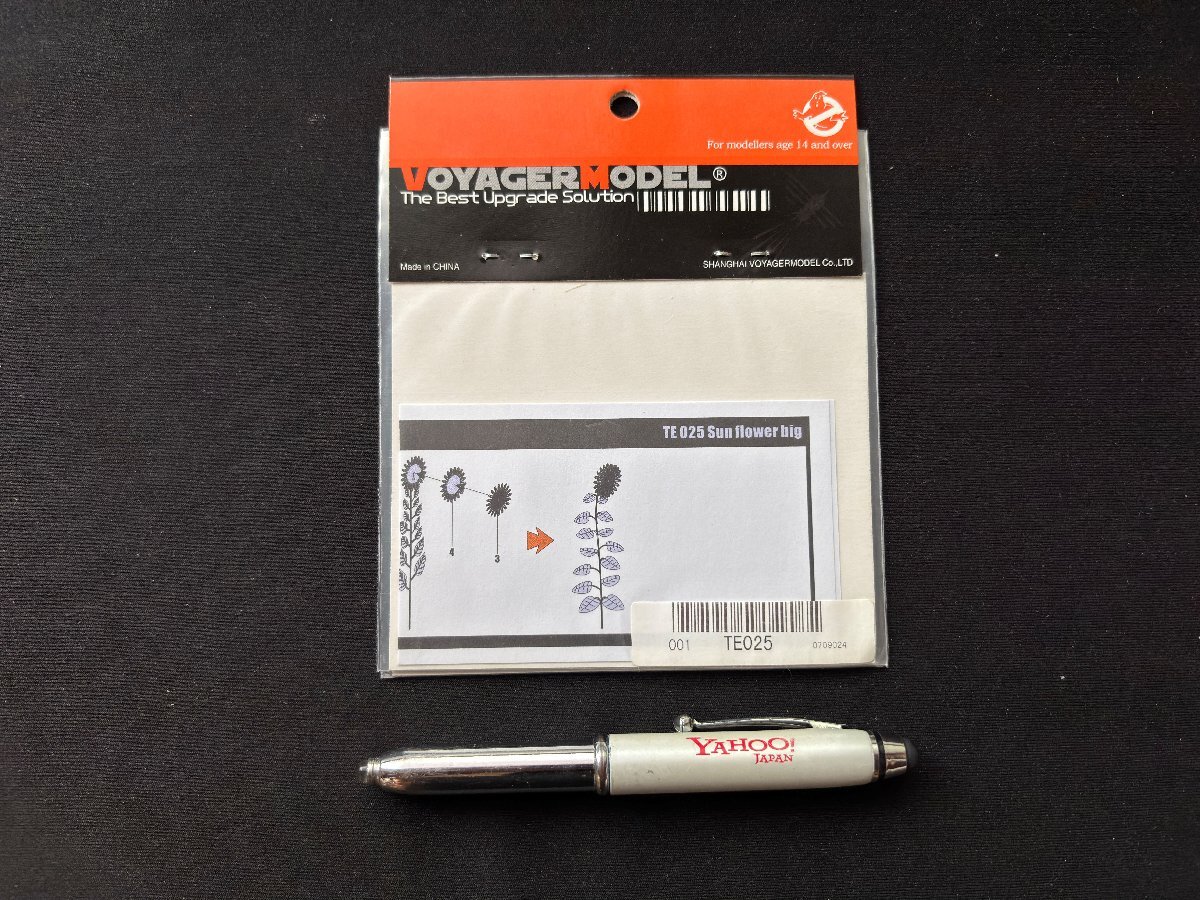 For modellers age 14 and over
VOYAGERMODEL®
The Best Upgrade Solution
Made in CHINA
SHANGHAI VOYAGERMODEL Co.,LTD
TE 025 Sun flower big
4
3
001 TE025 0709024
YAHOO!
JAPAN